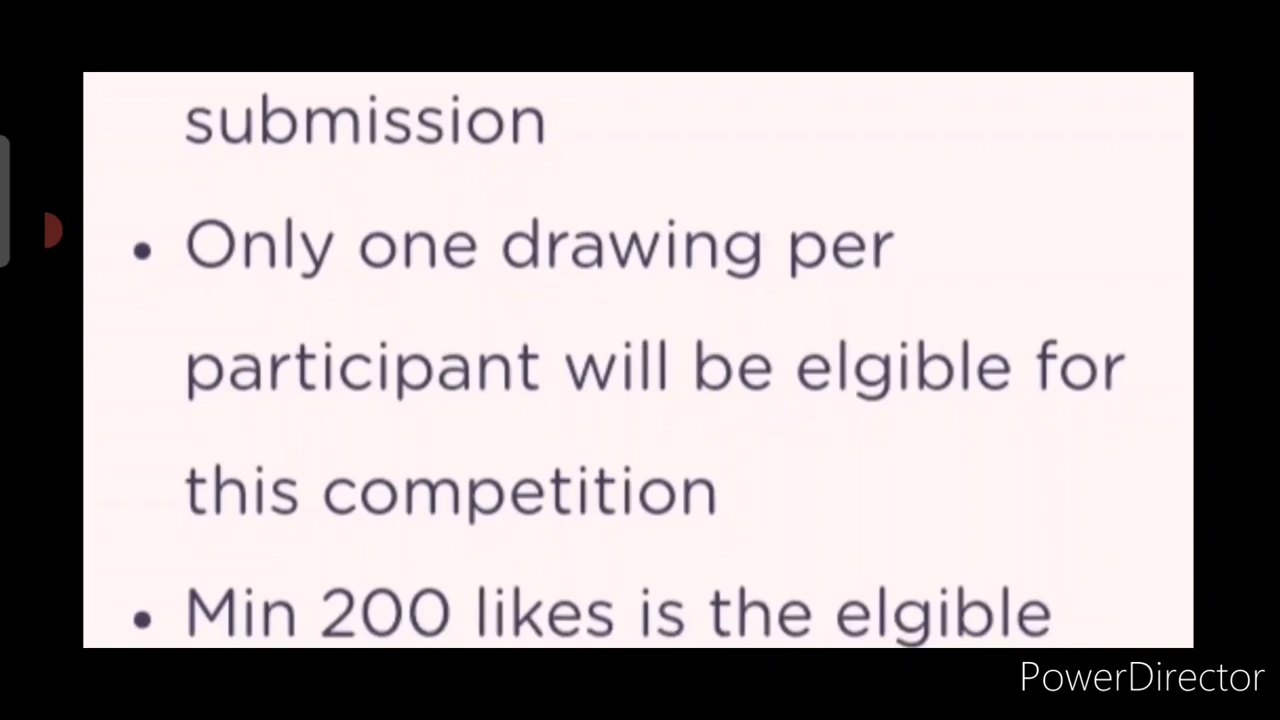 submission
• Only one drawing per
participant will be elgible for
this competition
• Min 200 likes is the elgible
PowerDirector